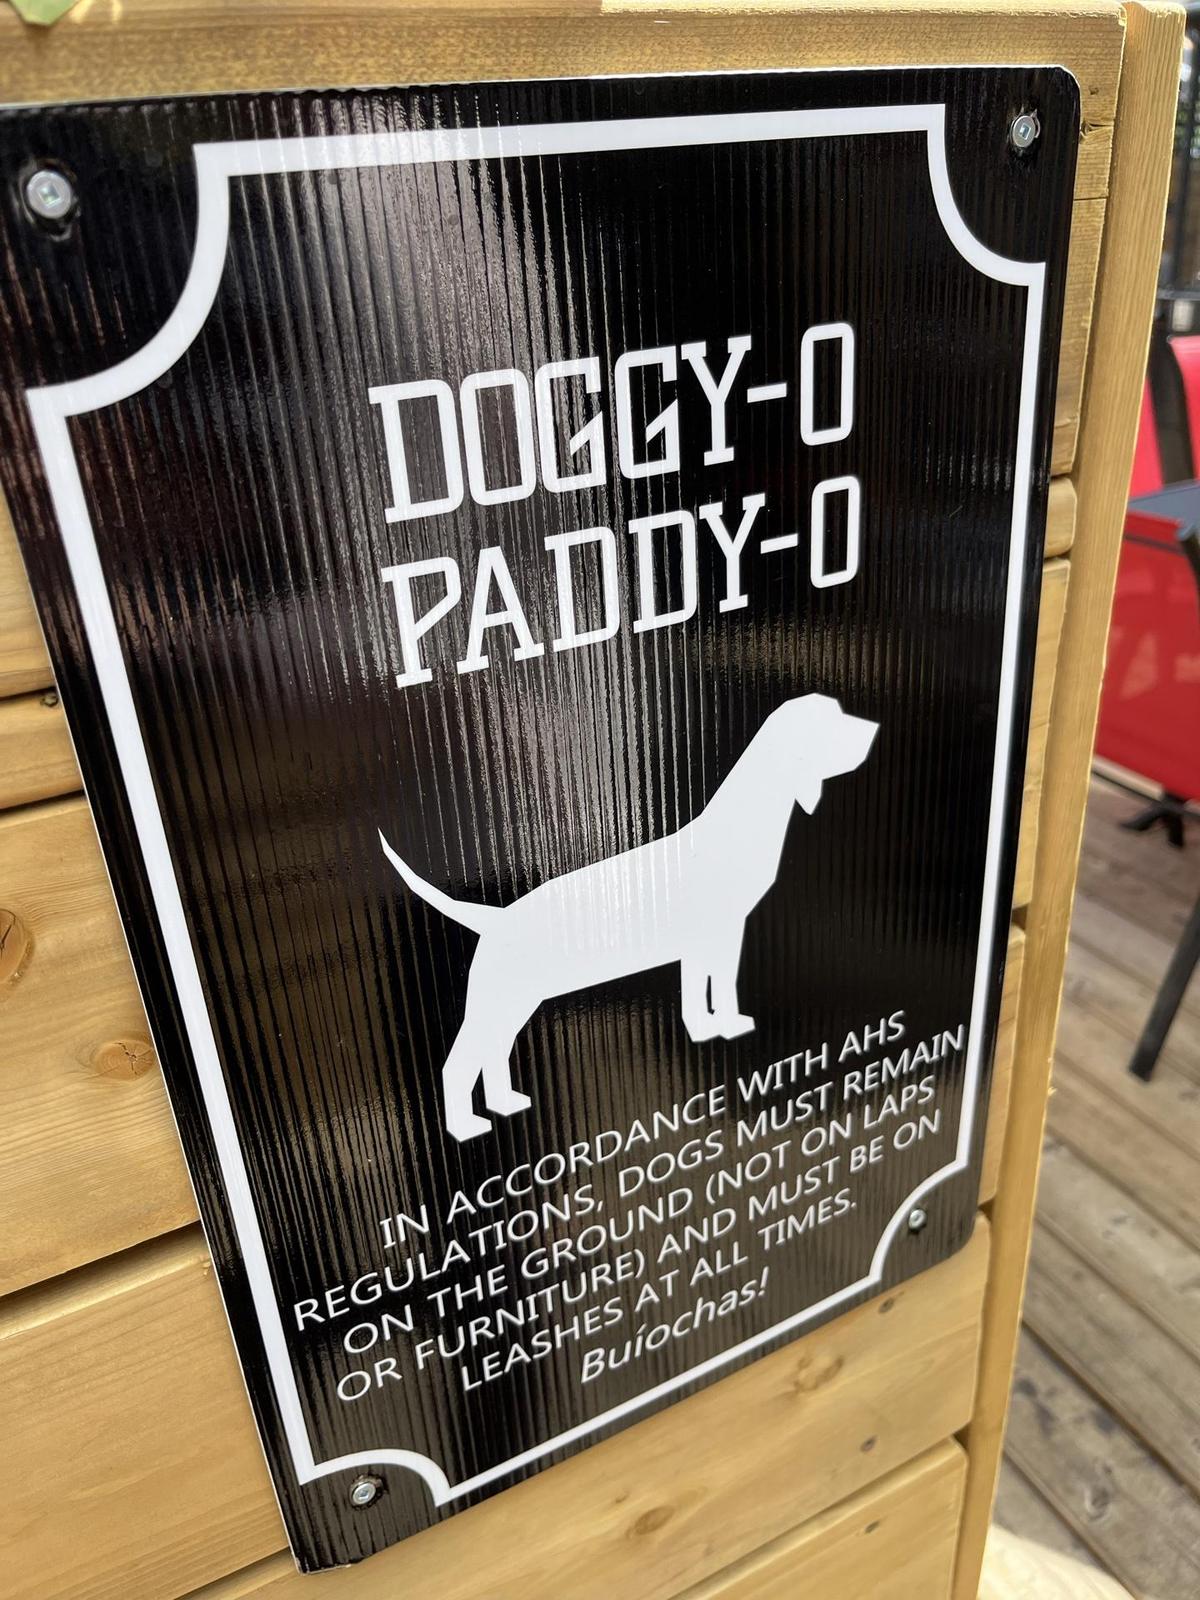 DOGGY-O
PADDY-O
IN ACCORDANCE WITH AHS
REGULATIONS, DOGS MUST REMAIN
ON THE GROUND (NOT ON LAPS
OR FURNITURE) AND MUST BE ON
LEASHES AT ALL TIMES.
Buíochas!